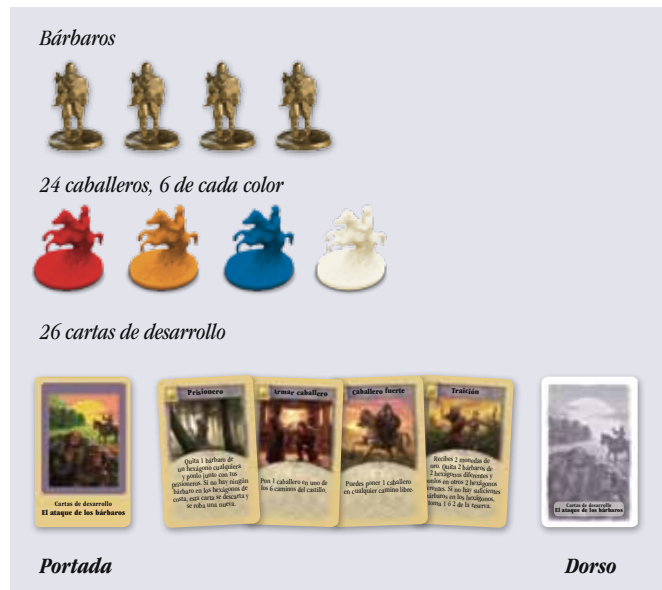 Bárbaros
24 caballeros, 6 de cada color
26 cartas de desarrollo
Cartas de desarrollo
El ataque de los bárbaros
Prisionero
Quita 1 bárbaro de
un hexágono cualquiera
y ponlo junto con tus
prisioneros. Si no hay ningún
bárbaro en los hexágonos de
costa, esta carta se descarta y
se roba una nueva.
Armar caballero
Pon 1 caballero en uno de
los 6 caminos del castillo.
Caballero fuerte
Puedes poner 1 caballero
en cualquier camino libre.
Traición
Recibes 2 monedas de
oro. Quita 2 bárbaros de
2 hexágonos diferentes y
en otros 2 hexágonos
Si no hay suficientes
bárbaros en los hexágonos,
toma 1 ó 2 de la reserva.
Cartas de desarrollo
El ataque de los bárbaros
Portada
Dorso